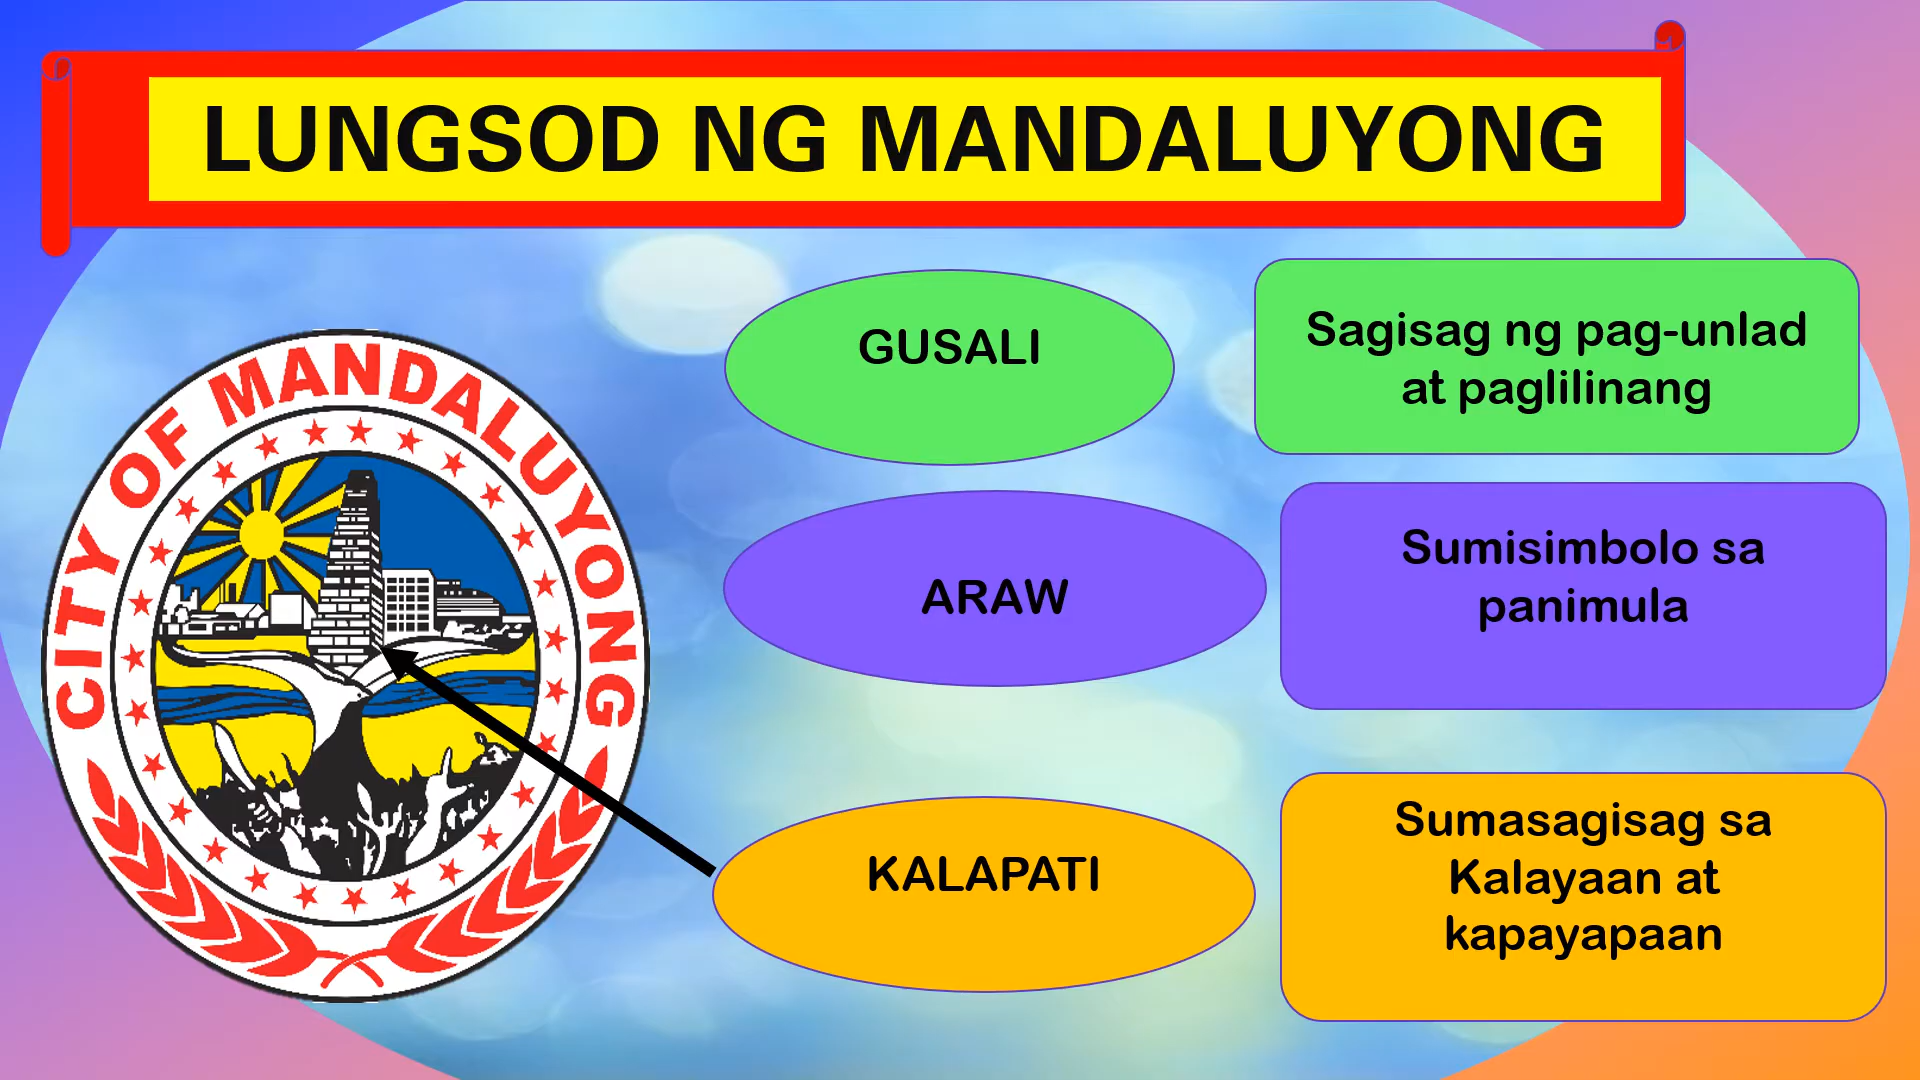 LUNGSOD NG MANDALUYONG
CITY OF MANDALUYONG
GUSALI
Sagisag ng pag-unlad
at paglilinang
ARAW
Sumisimbolo sa
panimula
KALAPATI
Sumasagisag sa
Kalayaan at
kapayapaan